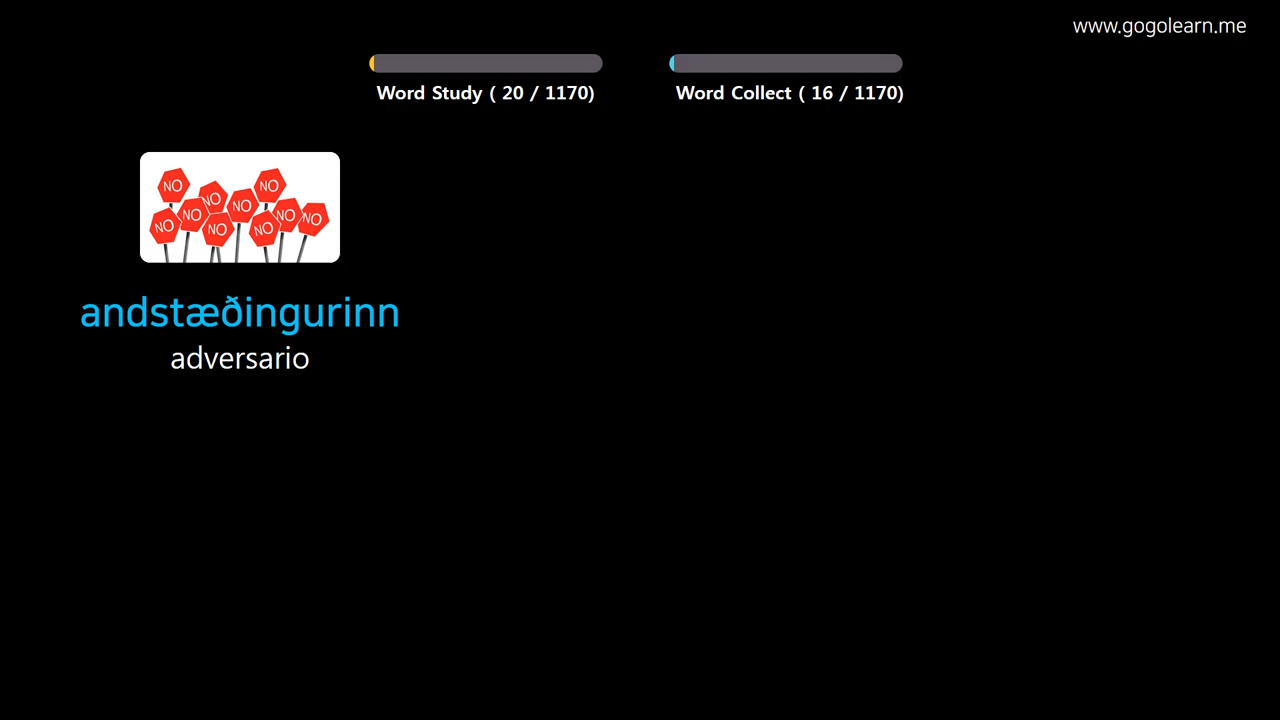 www.gogolearn.me
Word Study ( 20 / 1170)
Word Collect ( 16 / 1170)
NO NO NO
NO NO NO NO
NO NO NO
andstæðingurinn
adversario